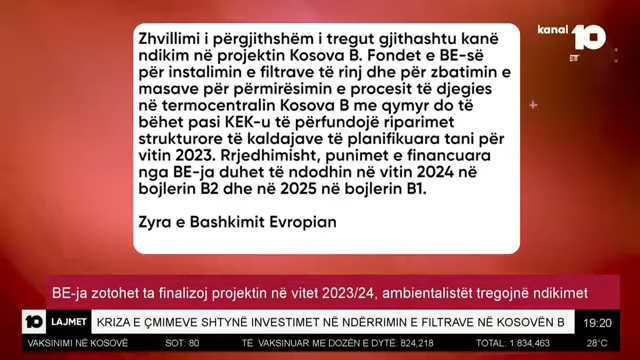 kanal 10
Zhvillimi i përgjithshëm i tregut gjithashtu kanë
ndikim në projektin Kosova B. Fondet e BE-së
për instalimin e filtrave të rinj dhe për zbatimin e
masave për përmirësimin e procesit të djegies
në termocentralin Kosova B me qymyr do të
bëhet pasi KEK-u të përfundojë riparimet
strukturore të kaldajave të planifikuara tani për
vitin 2023. Rrjedhimisht, punimet e financuara
nga BE-ja duhet të ndodhin në vitin 2024 në
bojlerin B2 dhe në 2025 në bojlerin B1.
Zyra e Bashkimit Evropian
BE-ja zotohet ta finalizoj projektin në vitet 2023/24, ambientalistët tregojnë ndikimet
10 LAJMET KRIZA E ÇMIMEVE SHTYNË INVESTIMET NË NDËRRIMIN E FILTRAVE NË KOSOVËN B 19:20
VAKSINIMI NË KOSOVË SOT: 80 TË VAKSINUAR ME DOZËN E DYTË: 824,218 TOTAL: 1.834,463 28°C